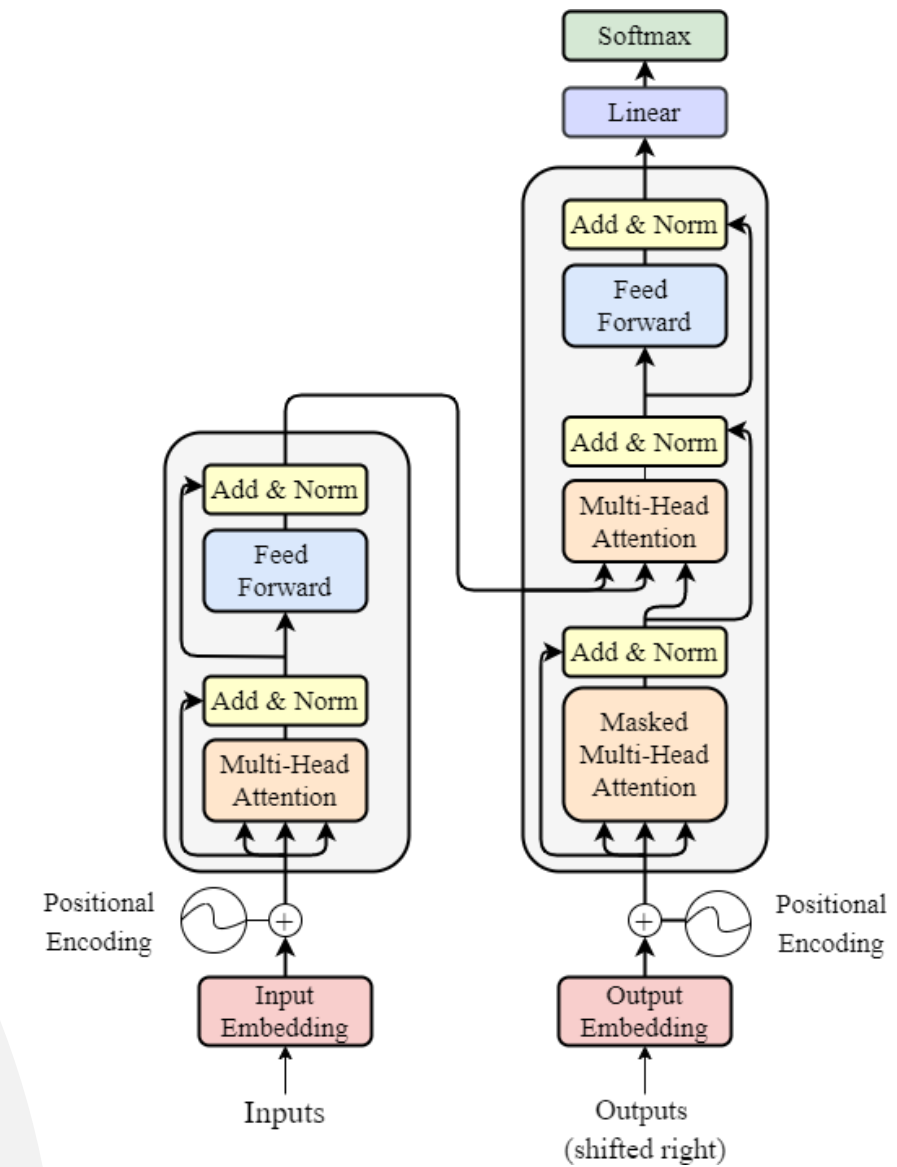 Softmax
Linear
Add & Norm
Feed
Forward
Add & Norm
Multi-Head
Attention
Add & Norm
Masked
Multi-Head
Attention
Add & Norm
Feed
Forward
Add & Norm
Multi-Head
Attention
Positional
Encoding
+
+
Positional
Encoding
Input
Embedding
Output
Embedding
Inputs
Outputs
(shifted right)